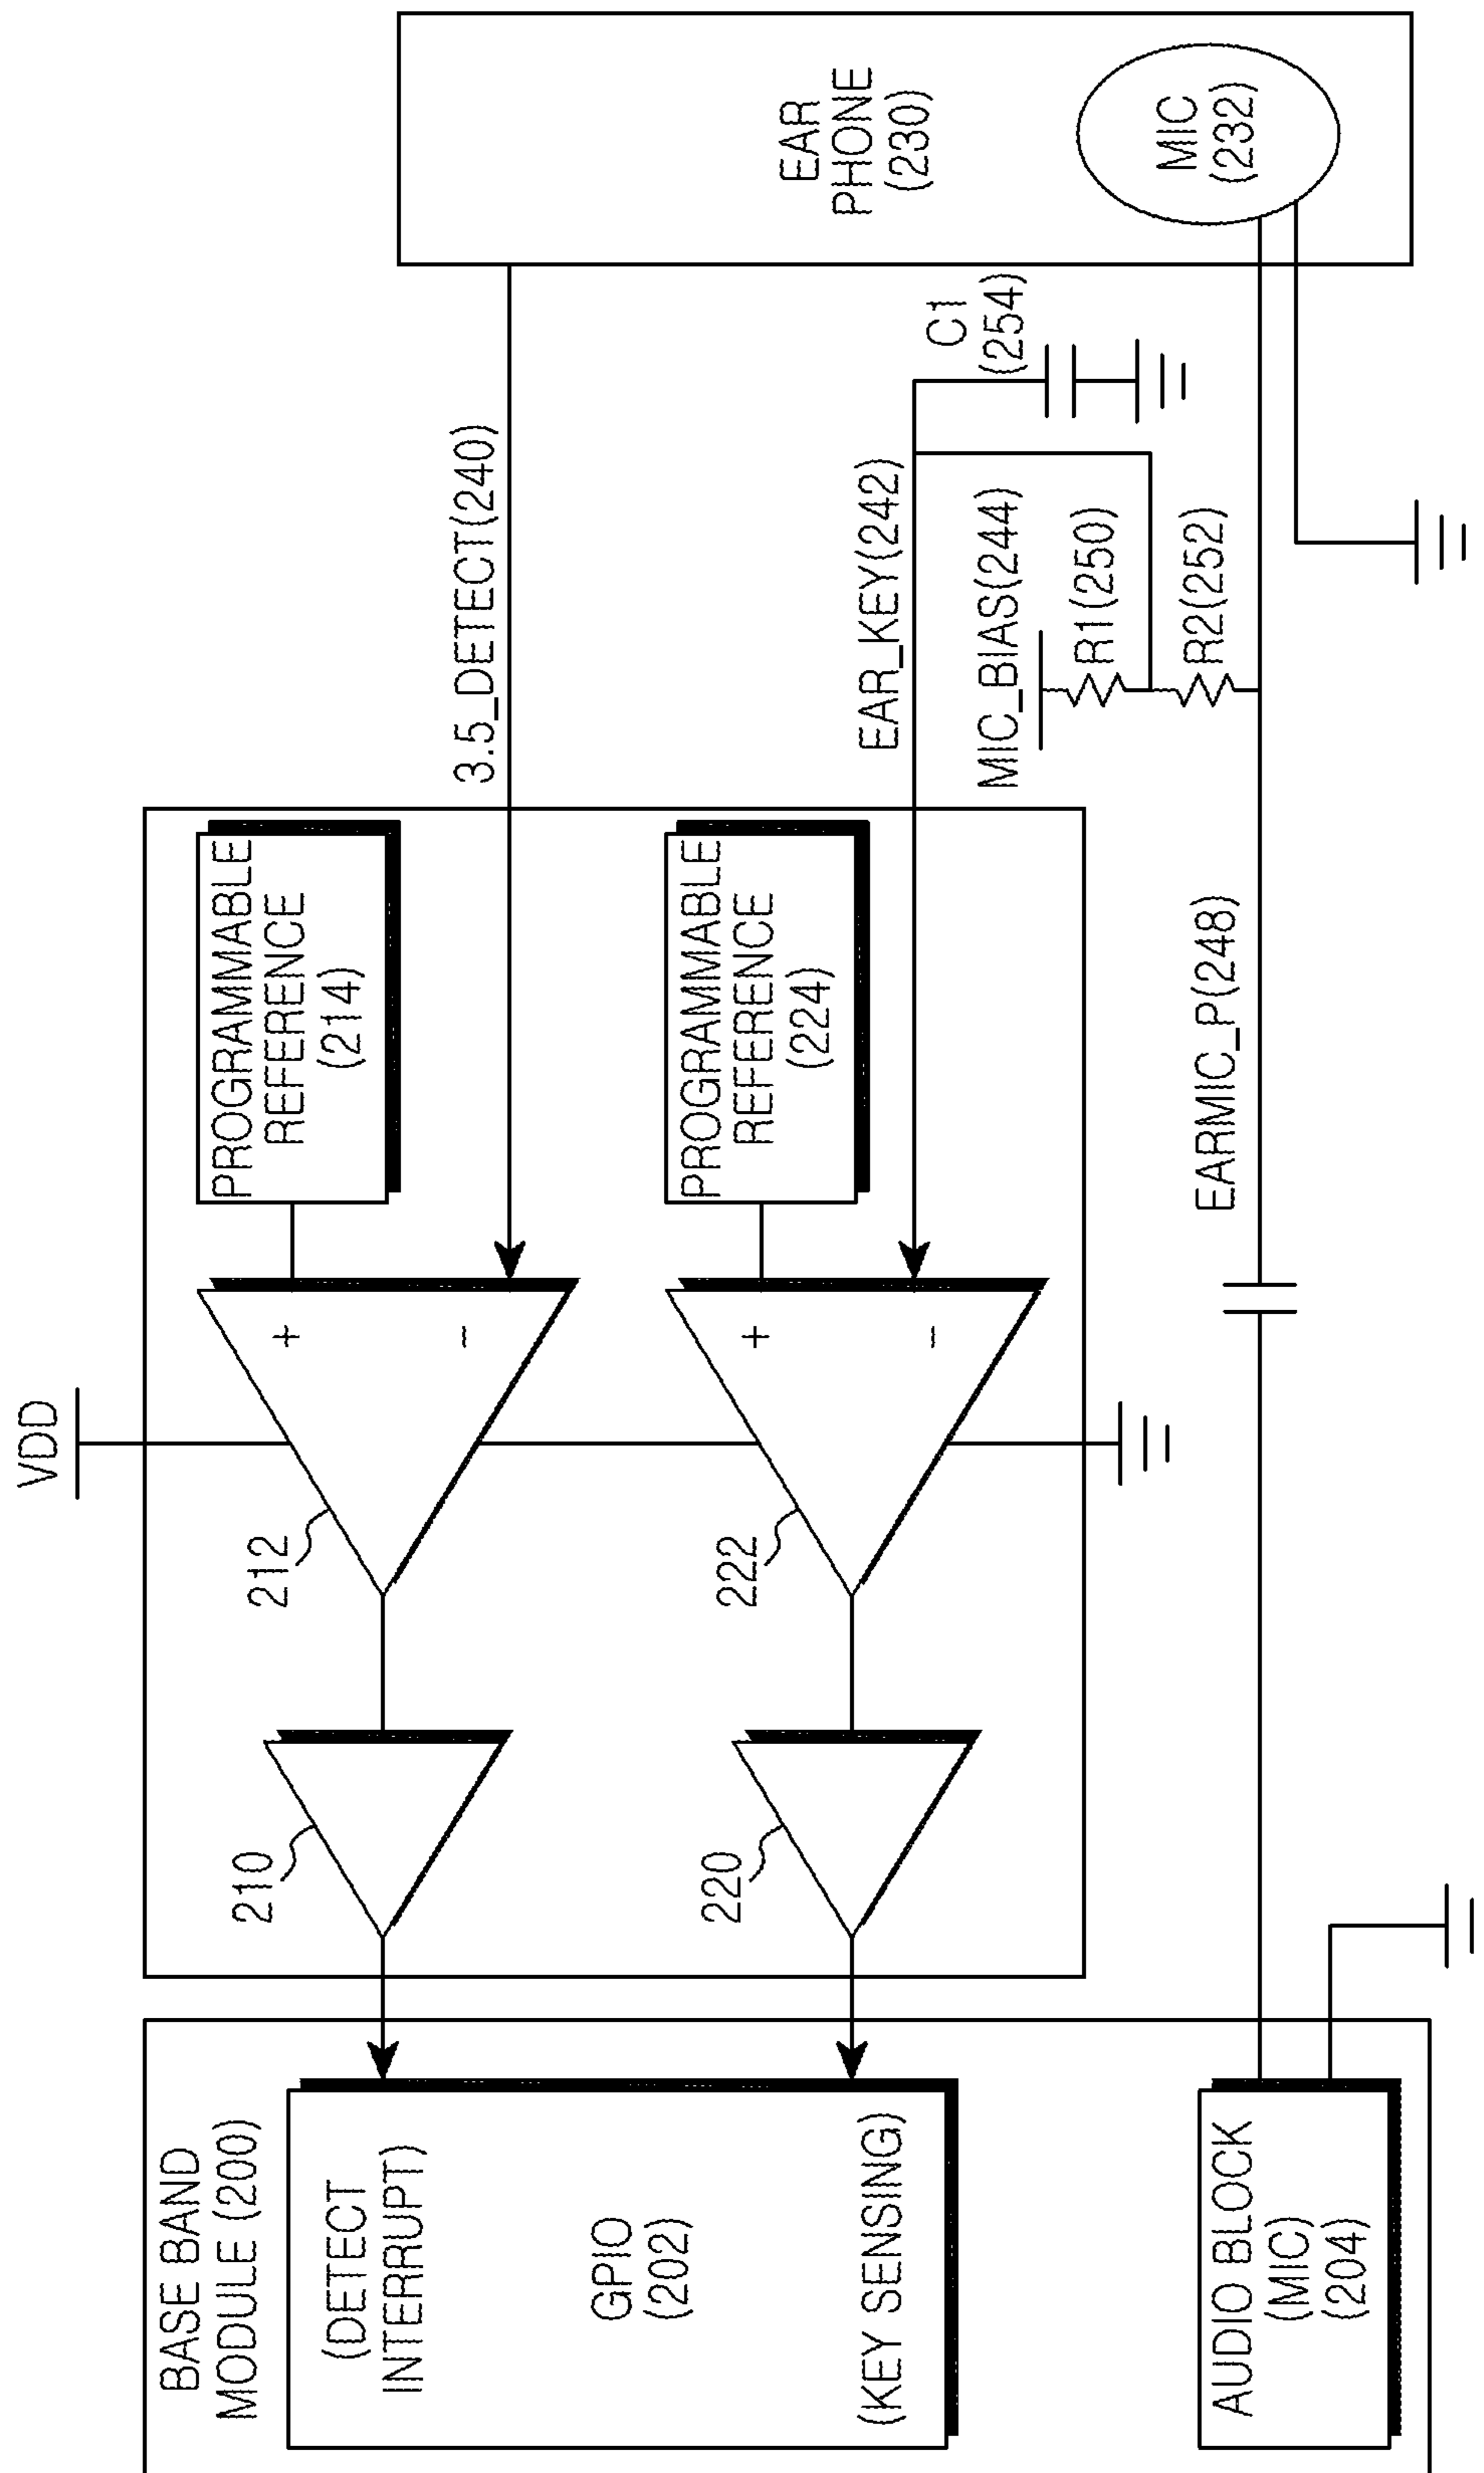 BASE BAND
MODULE (200)
(DETECT
INTERRUPT)
GPIO
(202)
(KEY SENSING)
AUDIO BLOCK
(MIC)
(204)
210
220
VDD
212
222
+
−
+
−
PROGRAMMABLE
REFERENCE
(214)
PROGRAMMABLE
REFERENCE
(224)
3.5_DETECT(240)
EAR_KEY(242)
MIC_BIAS(244)
R1(250)
R2(252)
EARMIC_P(248)
C1
(254)
EAR
PHONE
(230)
MIC
(232)